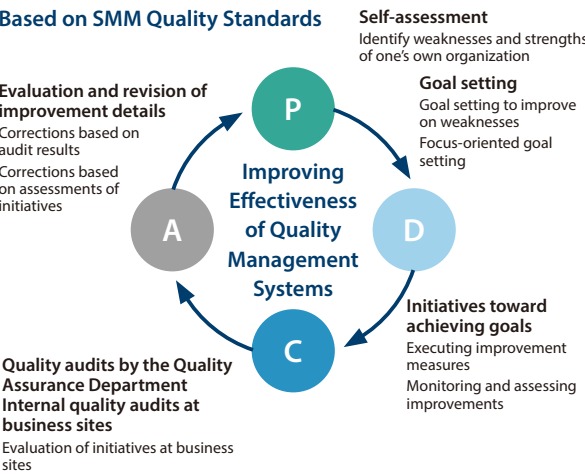 Based on SMM Quality Standards
Self-assessment
Identify weaknesses and strengths
of one's own organization
Goal setting
Goal setting to improve
on weaknesses
Focus-oriented goal
setting
Evaluation and revision of
improvement details
Corrections based on
audit results
Corrections based
on assessments of
initiatives
P
Improving
Effectiveness
of Quality
Management
Systems
A
D
C
Initiatives toward
achieving goals
Executing improvement
measures
Monitoring and assessing
improvements
Quality audits by the Quality
Assurance Department
Internal quality audits at
business sites
Evaluation of initiatives at business
sites